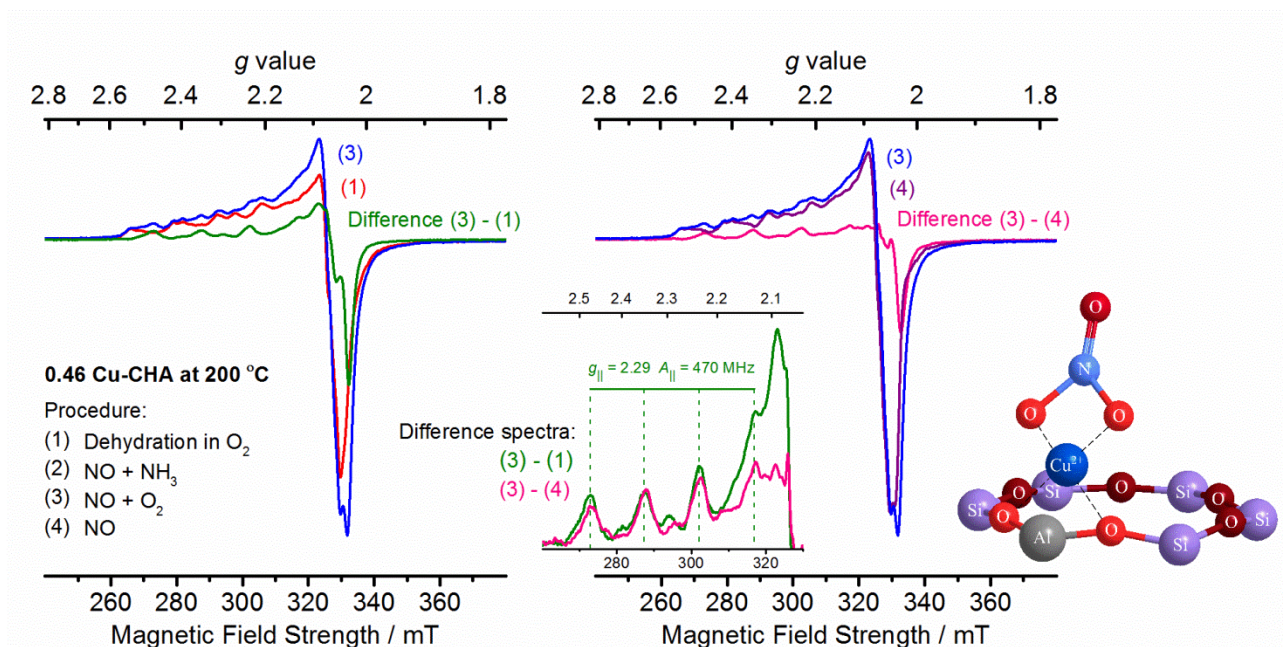 g value
2.8 2.6 2.4 2.2 2 1.8
(3)
(1)
Difference (3) - (1)
0.46 Cu-CHA at 200 °C
Procedure:
(1) Dehydration in O₂
(2) NO + NH₃
(3) NO + O₂
(4) NO
260 280 300 320 340 360
Magnetic Field Strength / mT
g value
2.8 2.6 2.4 2.2 2 1.8
(3)
(4)
Difference (3) - (4)
2.5 2.4 2.3 2.2 2.1
g|| = 2.29 A|| = 470 MHz
Difference spectra:
(3) - (1)
(3) - (4)
280 300 320
260 280 300 320 340 360
Magnetic Field Strength / mT
O
N
O O
Cu²⁺
O Si O Si
Si O O Si
Al O Si